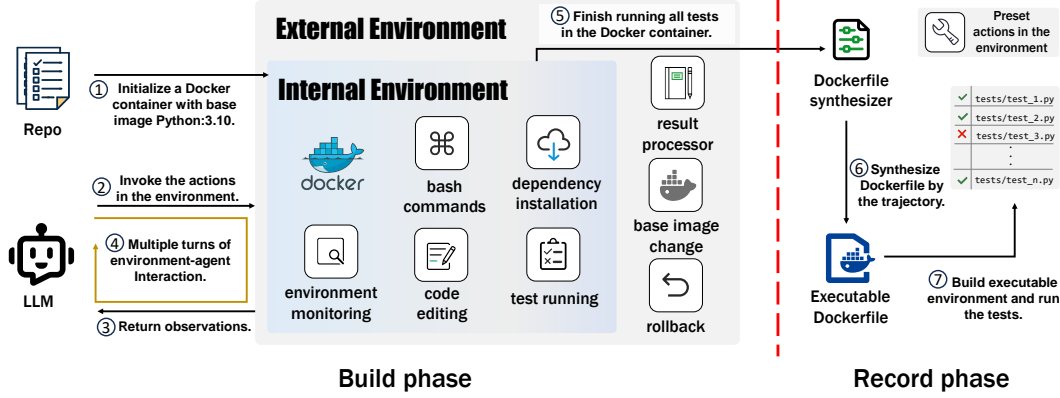 External Environment
Internal Environment
⑤ Finish running all tests
in the Docker container.
Preset
actions in the
environment
Repo
① Initialize a Docker
container with base
image Python:3.10.
② Invoke the actions
in the environment.
④ Multiple turns of
environment-agent
Interaction.
LLM
③ Return observations.
docker
bash
commands
dependency
installation
environment
monitoring
code
editing
test running
result
processor
base image
change
rollback
Dockerfile
synthesizer
tests/test_1.py
tests/test_2.py
tests/test_3.py
.
.
.
tests/test_n.py
⑥ Synthesize
Dockerfile by
the trajectory.
Executable
Dockerfile
⑦ Build executable
environment and run
the tests.
Build phase
Record phase